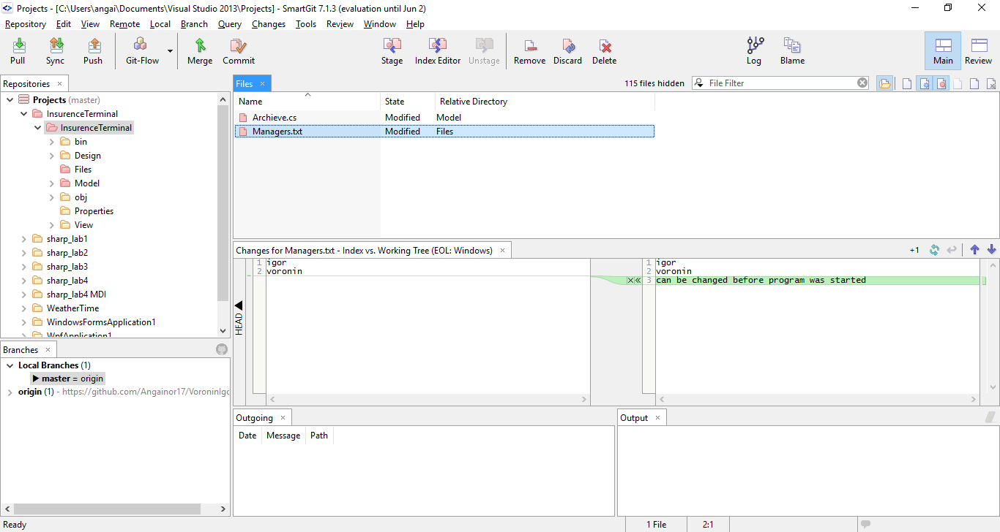 Projects - [C:\Users\angai\Documents\Visual Studio 2013\Projects] - SmartGit 7.1.3 (evaluation until Jun 2)
Repository Edit View Remote Local Branch Query Changes Tools Review Window Help
Pull Sync Push Git-Flow Merge Commit Stage Index Editor Unstage Remove Discard Delete Log Blame Main Review
Repositories
Projects (master)
InsurenceTerminal
InsurenceTerminal
bin
Design
Files
Model
obj
Properties
View
sharp_lab1
sharp_lab2
sharp_lab3
sharp_lab4
sharp_lab4 MDI
WeatherTime
WindowsFormsApplication1
WpfApplication1
Files 115 files hidden File Filter
Name State Relative Directory
Archieve.cs Modified Model
Managers.txt Modified Files
Changes for Managers.txt - Index vs. Working Tree (EOL: Windows) +1
HEAD
1 igor
2 voronin
1 igor
2 voronin
3 can be changed before program was started
Branches
Local Branches (1)
master = origin
origin (1) - https://github.com/Angainor17/VoroninIgo
Outgoing
Date Message Path
Output
Ready 1 File 2:1